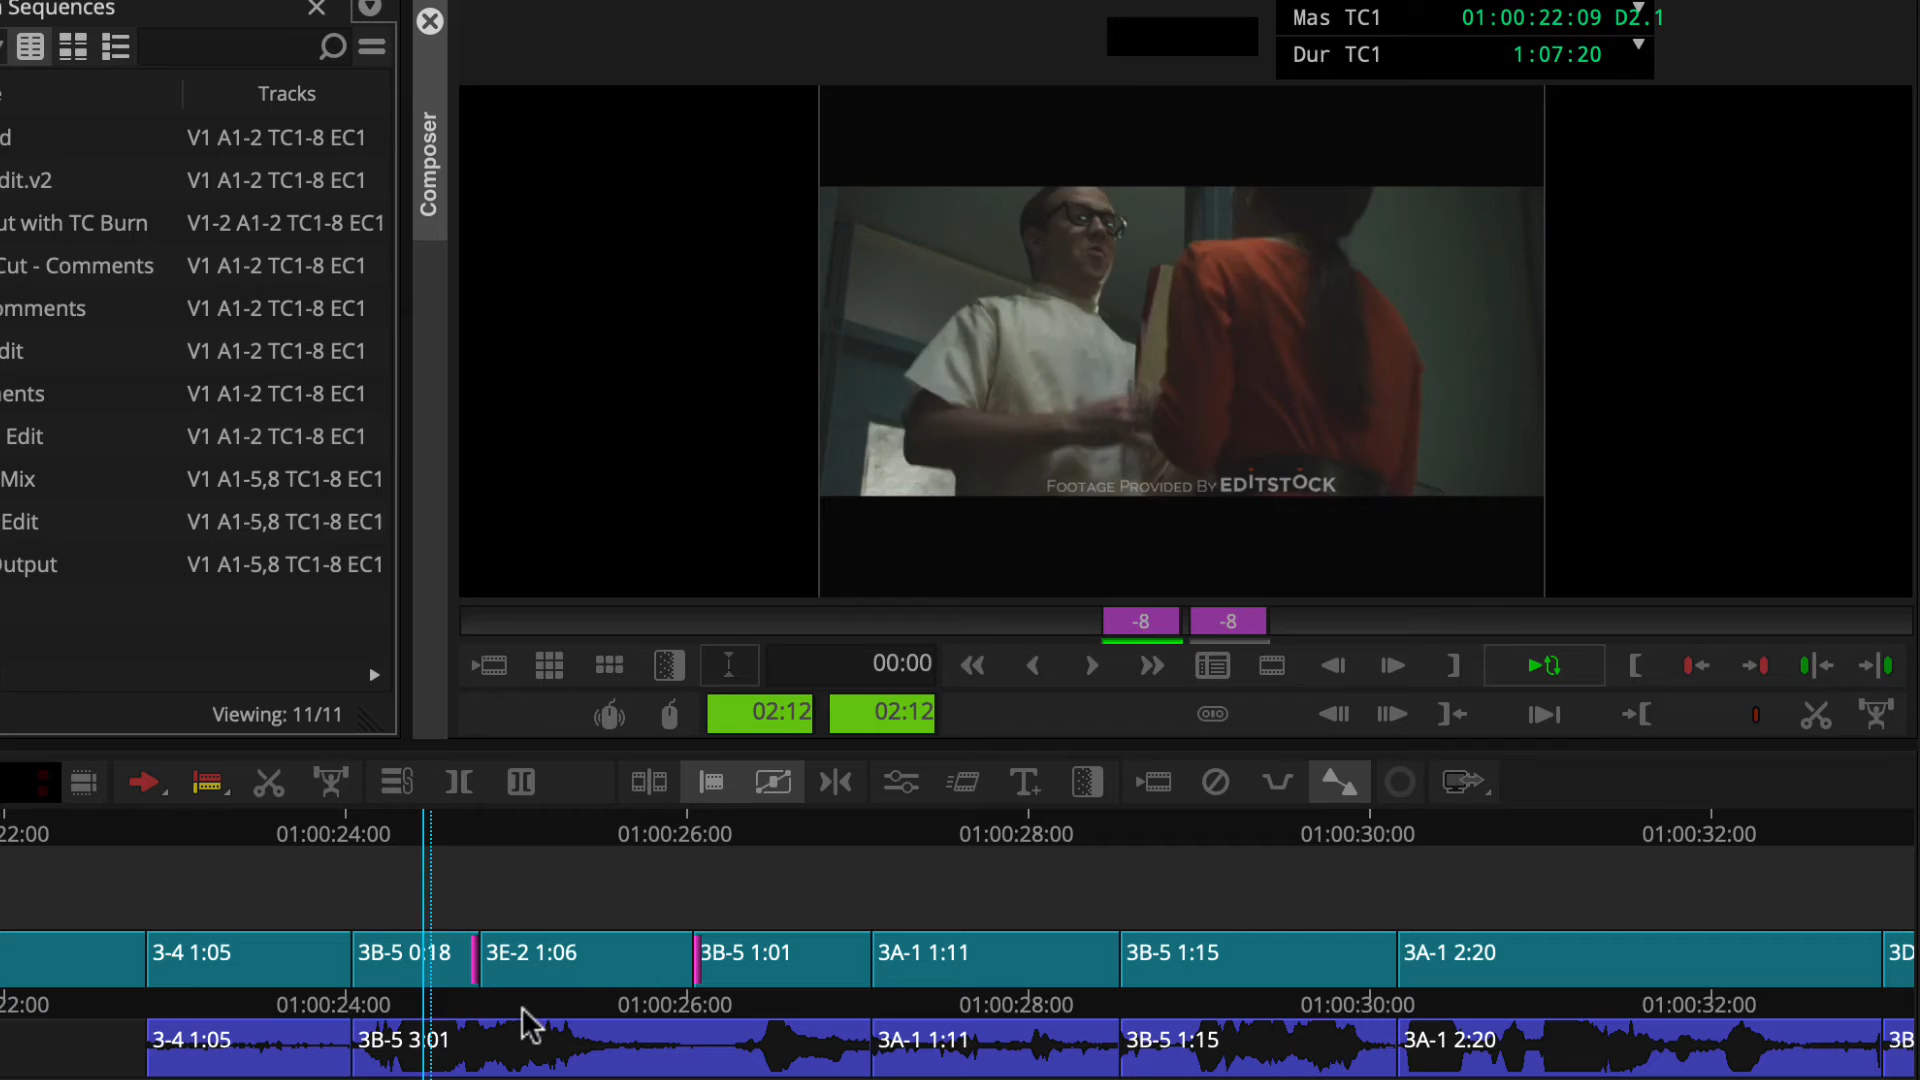 Sequences
Mas TC1 01:00:22:09 D2.1
Dur TC1 1:07:20
Tracks
d V1 A1-2 TC1-8 EC1
dit.v2 V1 A1-2 TC1-8 EC1
ut with TC Burn V1-2 A1-2 TC1-8 EC1
Cut - Comments V1 A1-2 TC1-8 EC1
omments V1 A1-2 TC1-8 EC1
dit V1 A1-2 TC1-8 EC1
ents V1 A1-2 TC1-8 EC1
Edit V1 A1-2 TC1-8 EC1
Mix V1 A1-5,8 TC1-8 EC1
Edit V1 A1-5,8 TC1-8 EC1
utput V1 A1-5,8 TC1-8 EC1
Viewing: 11/11
Composer
FOOTAGE PROVIDED BY EDITSTOCK
-8 -8
00:00
02:12 02:12
22:00 01:00:24:00 01:00:26:00 01:00:28:00 01:00:30:00 01:00:32:00
3-4 1:05 3B-5 0:18 3E-2 1:06 3B-5 1:01 3A-1 1:11 3B-5 1:15 3A-1 2:20 3D
22:00 01:00:24:00 01:00:26:00 01:00:28:00 01:00:30:00 01:00:32:00
3-4 1:05 3B-5 3:01 3A-1 1:11 3B-5 1:15 3A-1 2:20 3B